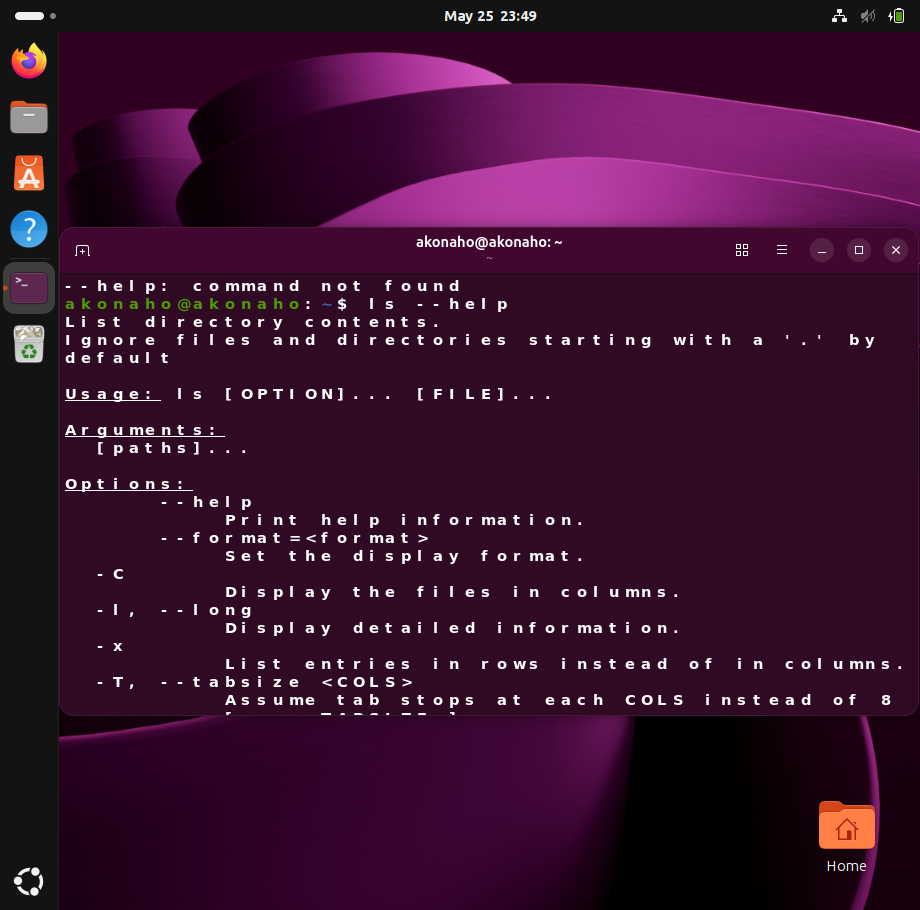 May 25 23:49
akonaho@akonaho: ~
~
--help: command not found
akonaho@akonaho:~$ ls --help
List directory contents.
Ignore files and directories starting with a '.' by
default
Usage: ls [OPTION]... [FILE]...
Arguments:
[paths]...
Options:
--help
Print help information.
--format=<format>
Set the display format.
-C
Display the files in columns.
-l, --long
Display detailed information.
-x
List entries in rows instead of in columns.
-T, --tabsize <COLS>
Assume tab stops at each COLS instead of 8
Home